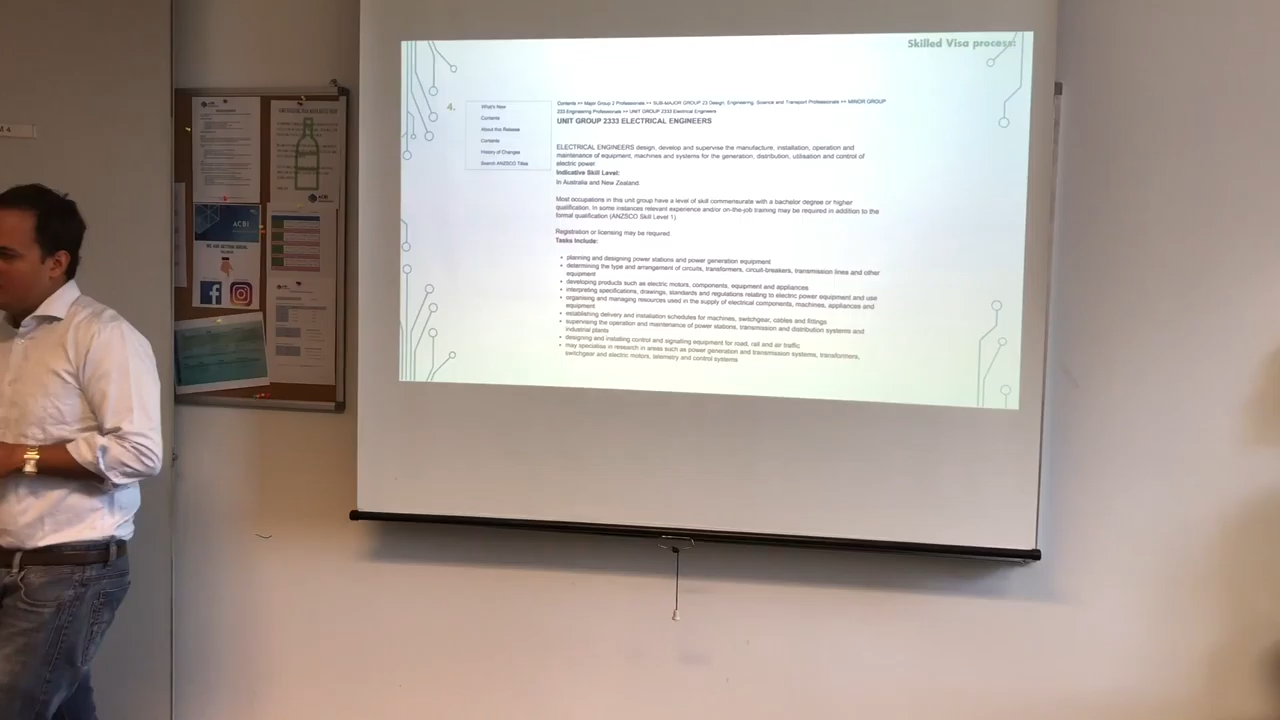 Skilled Visa process:
4.
What's New
Contents
About this Release
Contents
History of Changes
Search ANZSCO Titles
Contents >> Major Group 2 Professionals >> SUB-MAJOR GROUP 23 Design, Engineering, Science and Transport Professionals >> MINOR GROUP
233 Engineering Professionals >> UNIT GROUP 2333 Electrical Engineers
UNIT GROUP 2333 ELECTRICAL ENGINEERS
ELECTRICAL ENGINEERS design, develop and supervise the manufacture, installation, operation and
maintenance of equipment, machines and systems for the generation, distribution, utilisation and control of
electric power.
Indicative Skill Level:
In Australia and New Zealand:
Most occupations in this unit group have a level of skill commensurate with a bachelor degree or higher
qualification. In some instances relevant experience and/or on-the-job training may be required in addition to the
formal qualification (ANZSCO Skill Level 1).
Registration or licensing may be required.
Tasks Include:
• planning and designing power stations and power generation equipment
• determining the type and arrangement of circuits, transformers, circuit-breakers, transmission lines and other
equipment
• developing products such as electric motors, components, equipment and appliances
• interpreting specifications, drawings, standards and regulations relating to electric power equipment and use
• organising and managing resources used in the supply of electrical components, machines, appliances and
equipment
• establishing delivery and installation schedules for machines, switchgear, cables and fittings
• supervising the operation and maintenance of power stations, transmission and distribution systems and
industrial plants
• designing and installing control and signalling equipment for road, rail and air traffic
• may specialise in research in areas such as power generation and transmission systems, transformers,
switchgear and electric motors, telemetry and control systems
ACBI
WE ARE GETTING SOCIAL
ACBI
M 4